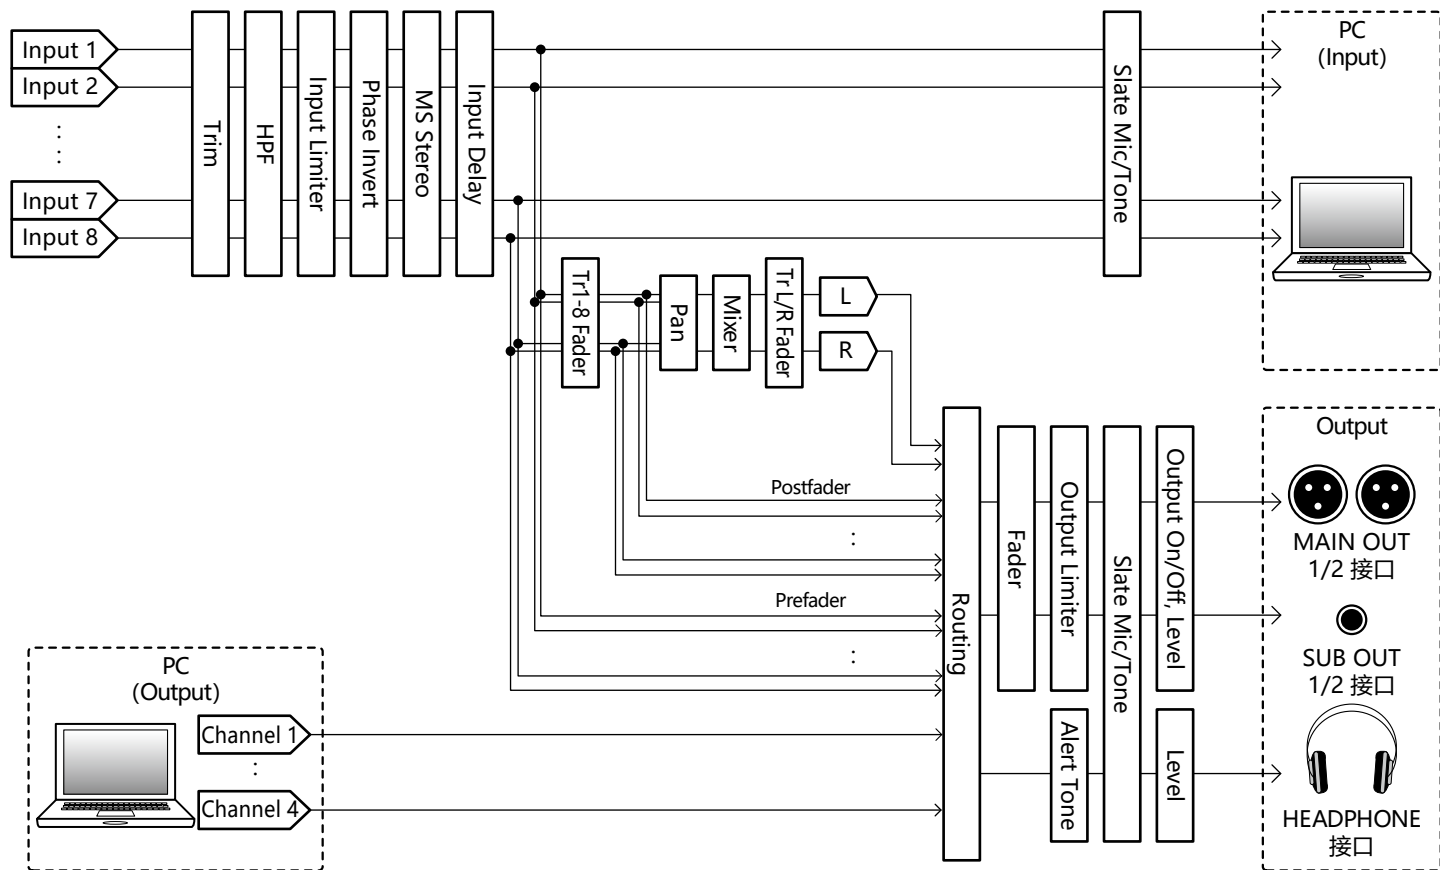 Input 1
Input 2
Input 7
Input 8
Trim
HPF
Input Limiter
Phase Invert
MS Stereo
Input Delay
Slate Mic/Tone
PC
(Input)
Tr1-8 Fader
Pan
Mixer
Tr L/R Fader
L
R
Postfader
:
Prefader
:
Routing
Fader
Output Limiter
Slate Mic/Tone
Output On/Off, Level
Alert Tone
Level
Output
MAIN OUT
1/2 接口
SUB OUT
1/2 接口
HEADPHONE
接口
PC
(Output)
Channel 1
:
Channel 4